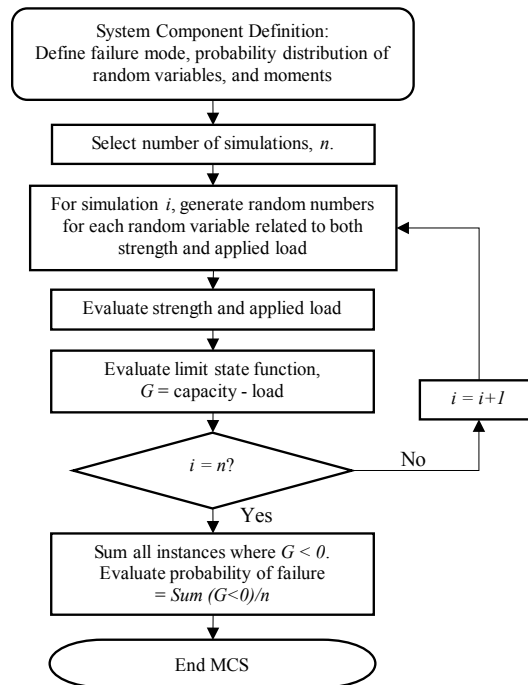 System Component Definition:
Define failure mode, probability distribution of
random variables, and moments
Select number of simulations, n.
For simulation i, generate random numbers
for each random variable related to both
strength and applied load
Evaluate strength and applied load
Evaluate limit state function,
G = capacity - load
i = i+1
i = n?
No
Yes
Sum all instances where G < 0.
Evaluate probability of failure
= Sum (G<0)/n
End MCS